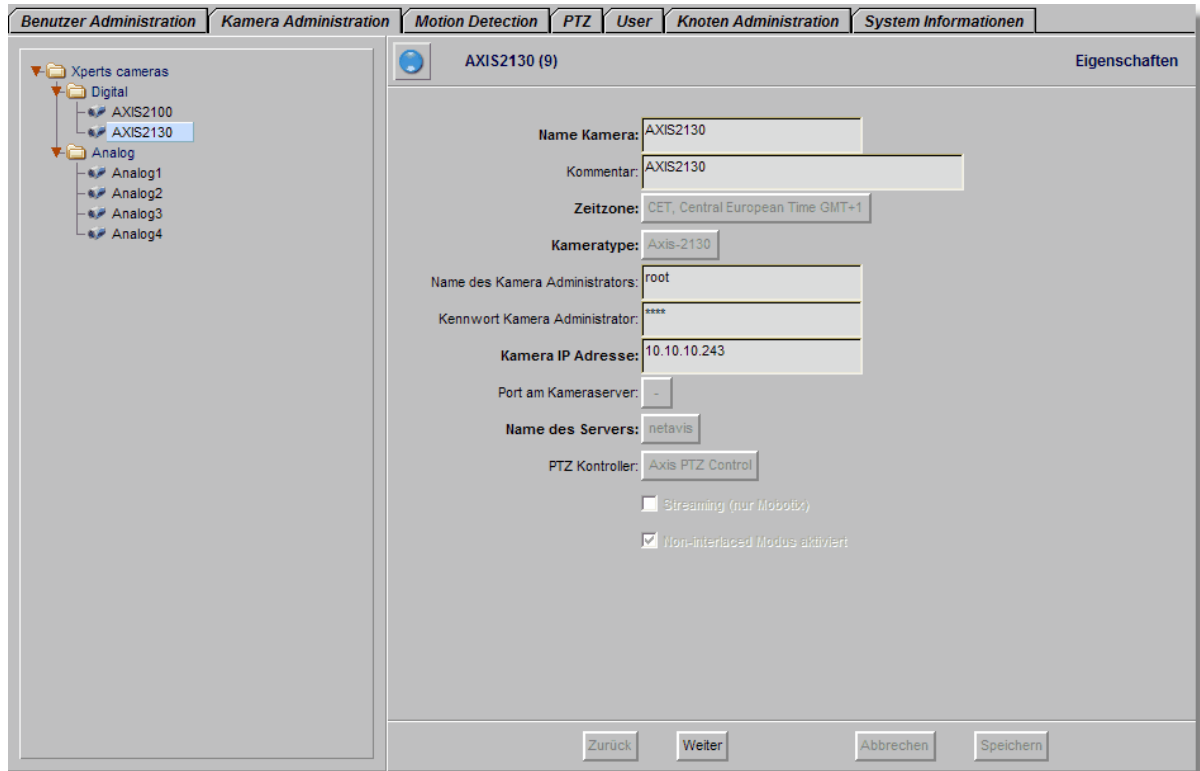 Benutzer Administration Kamera Administration Motion Detection PTZ User Knoten Administration System Informationen
Xperts cameras
Digital
AXIS2100
AXIS2130
Analog
Analog1
Analog2
Analog3
Analog4
AXIS2130 (9) Eigenschaften
Name Kamera: AXIS2130
Kommentar: AXIS2130
Zeitzone: CET, Central European Time GMT+1
Kameratype: Axis-2130
Name des Kamera Administrators: root
Kennwort Kamera Administrator: ****
Kamera IP Adresse: 10.10.10.243
Port am Kameraserver: -
Name des Servers: netavis
PTZ Kontroller: Axis PTZ Control
Streaming (nur Mobotix)
Non-interlaced Modus aktiviert
Zurück Weiter Abbrechen Speichern